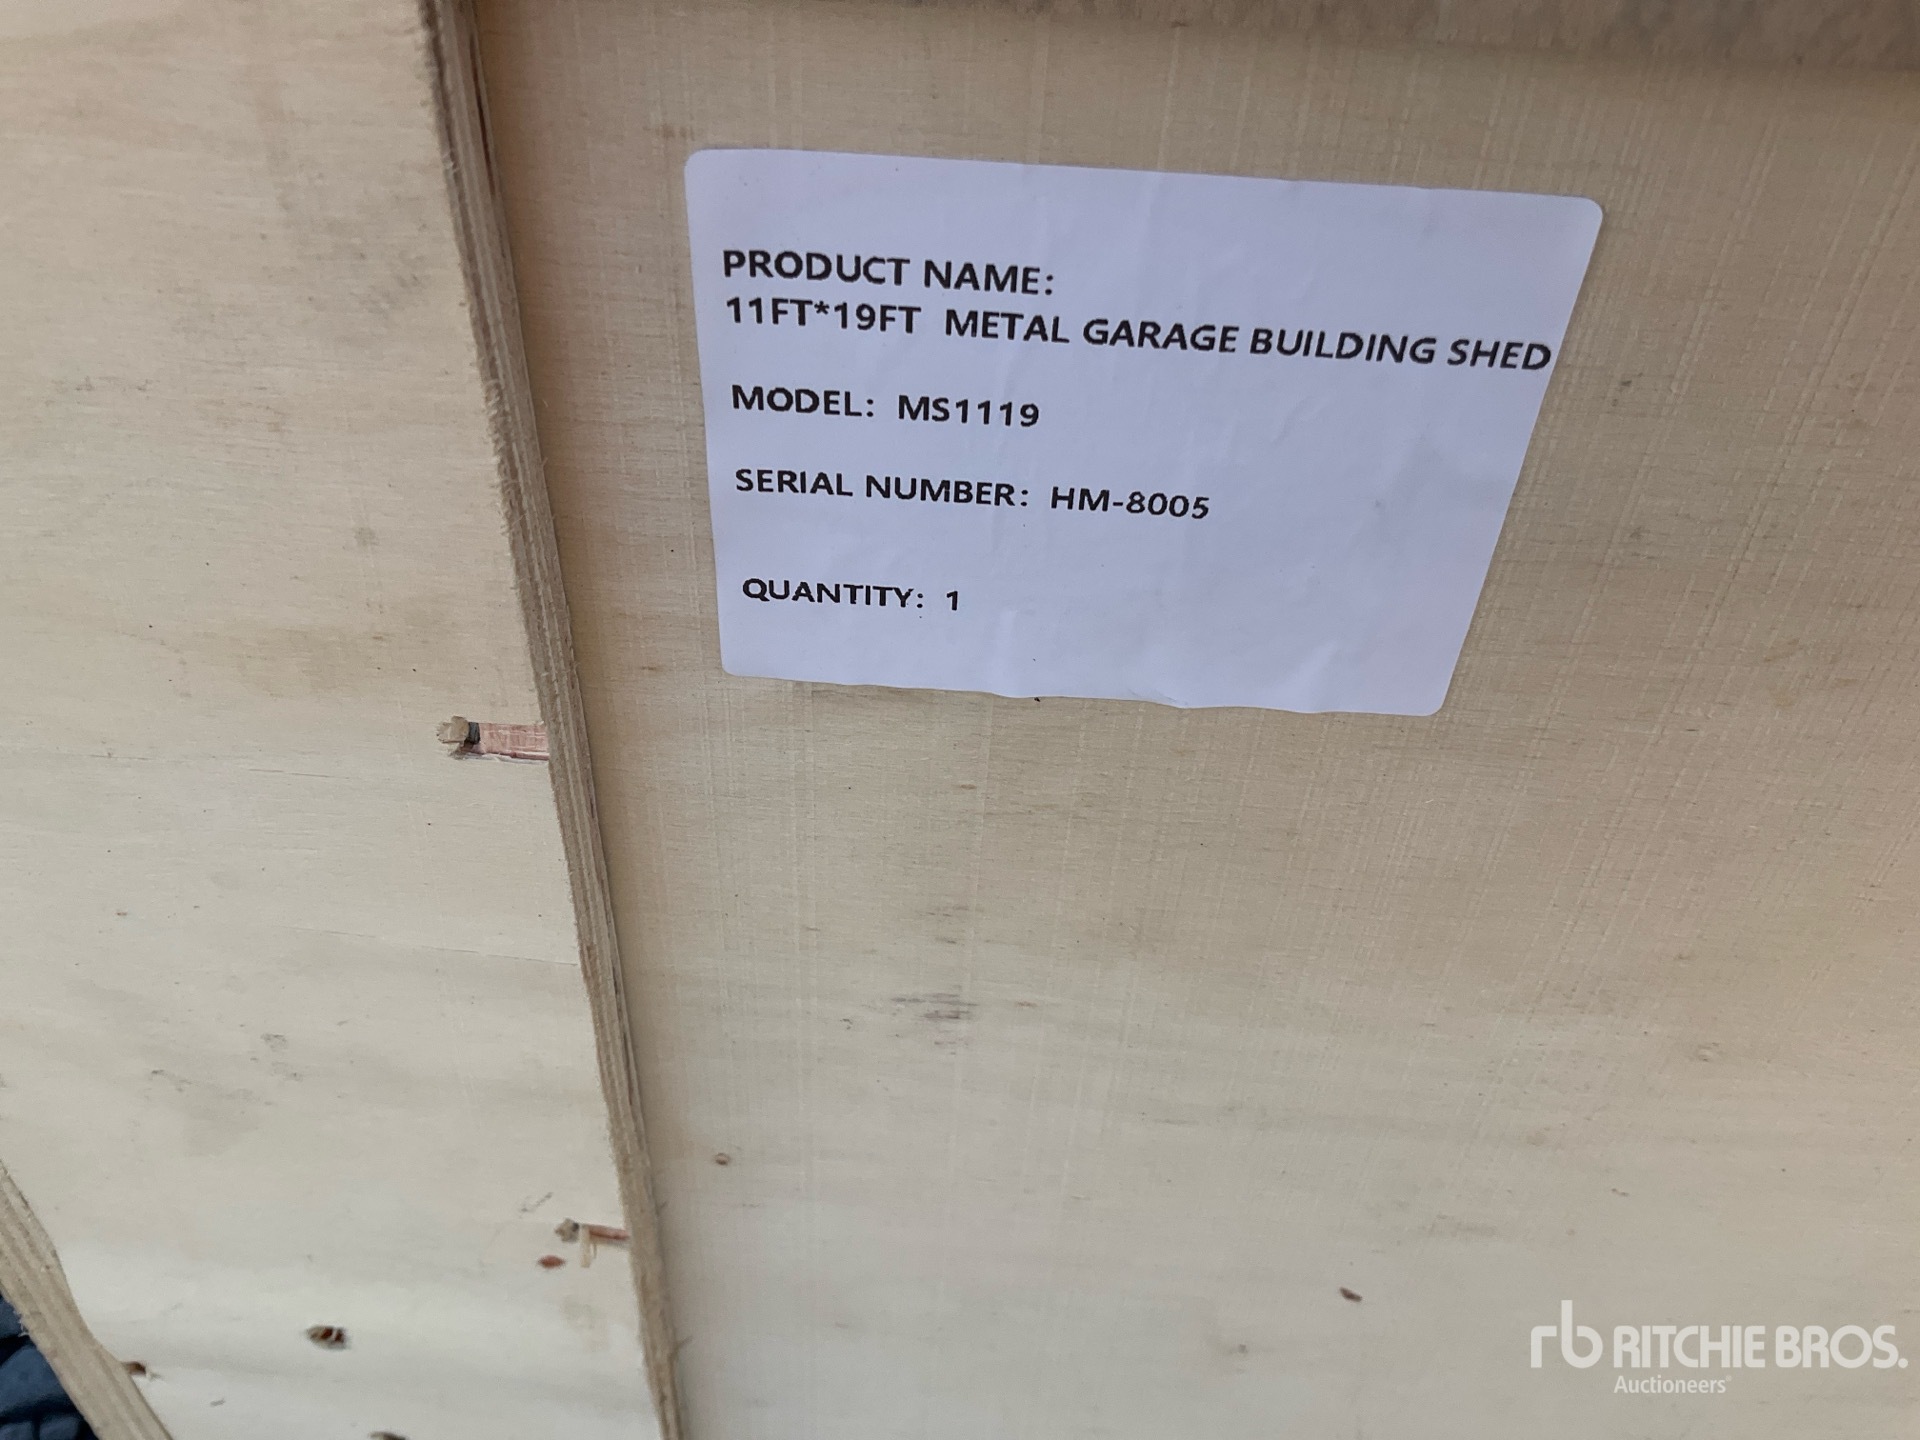 PRODUCT NAME:
11FT*19FT METAL GARAGE BUILDING SHED
MODEL: MS1119
SERIAL NUMBER: HM-8005
QUANTITY: 1
rb RITCHIE BROS.
Auctioneers